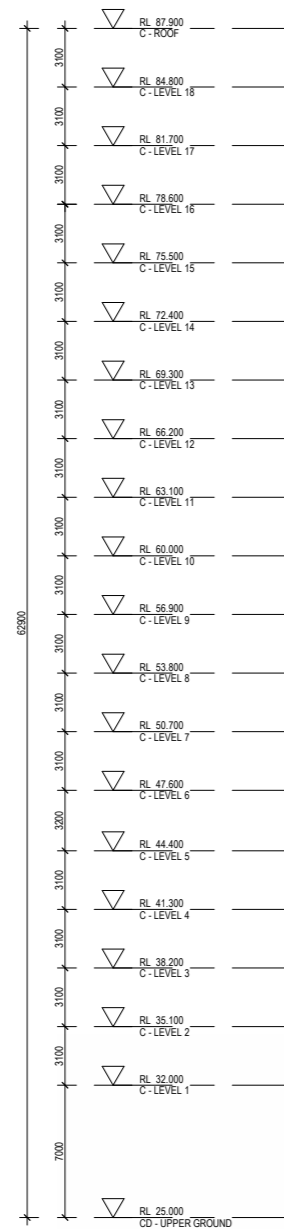 RL 87.900
C - ROOF
3100
RL 84.800
C - LEVEL 18
3100
RL 81.700
C - LEVEL 17
3100
RL 78.600
C - LEVEL 16
3100
RL 75.500
C - LEVEL 15
3100
RL 72.400
C - LEVEL 14
3100
RL 69.300
C - LEVEL 13
3100
RL 66.200
C - LEVEL 12
3100
RL 63.100
C - LEVEL 11
3100
RL 60.000
C - LEVEL 10
3100
RL 56.900
C - LEVEL 9
62900
3100
RL 53.800
C - LEVEL 8
3100
RL 50.700
C - LEVEL 7
3100
RL 47.600
C - LEVEL 6
3200
RL 44.400
C - LEVEL 5
3100
RL 41.300
C - LEVEL 4
3100
RL 38.200
C - LEVEL 3
3100
RL 35.100
C - LEVEL 2
3100
RL 32.000
C - LEVEL 1
7000
RL 25.000
CD - UPPER GROUND